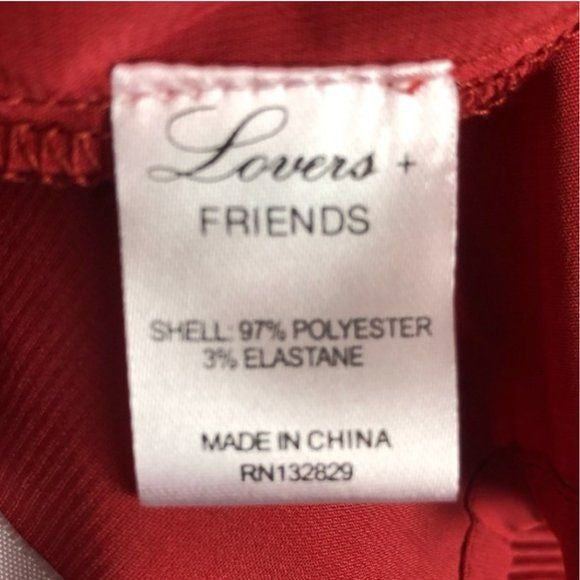 Lovers +
FRIENDS
SHELL: 97% POLYESTER
3% ELASTANE
MADE IN CHINA
RN132829